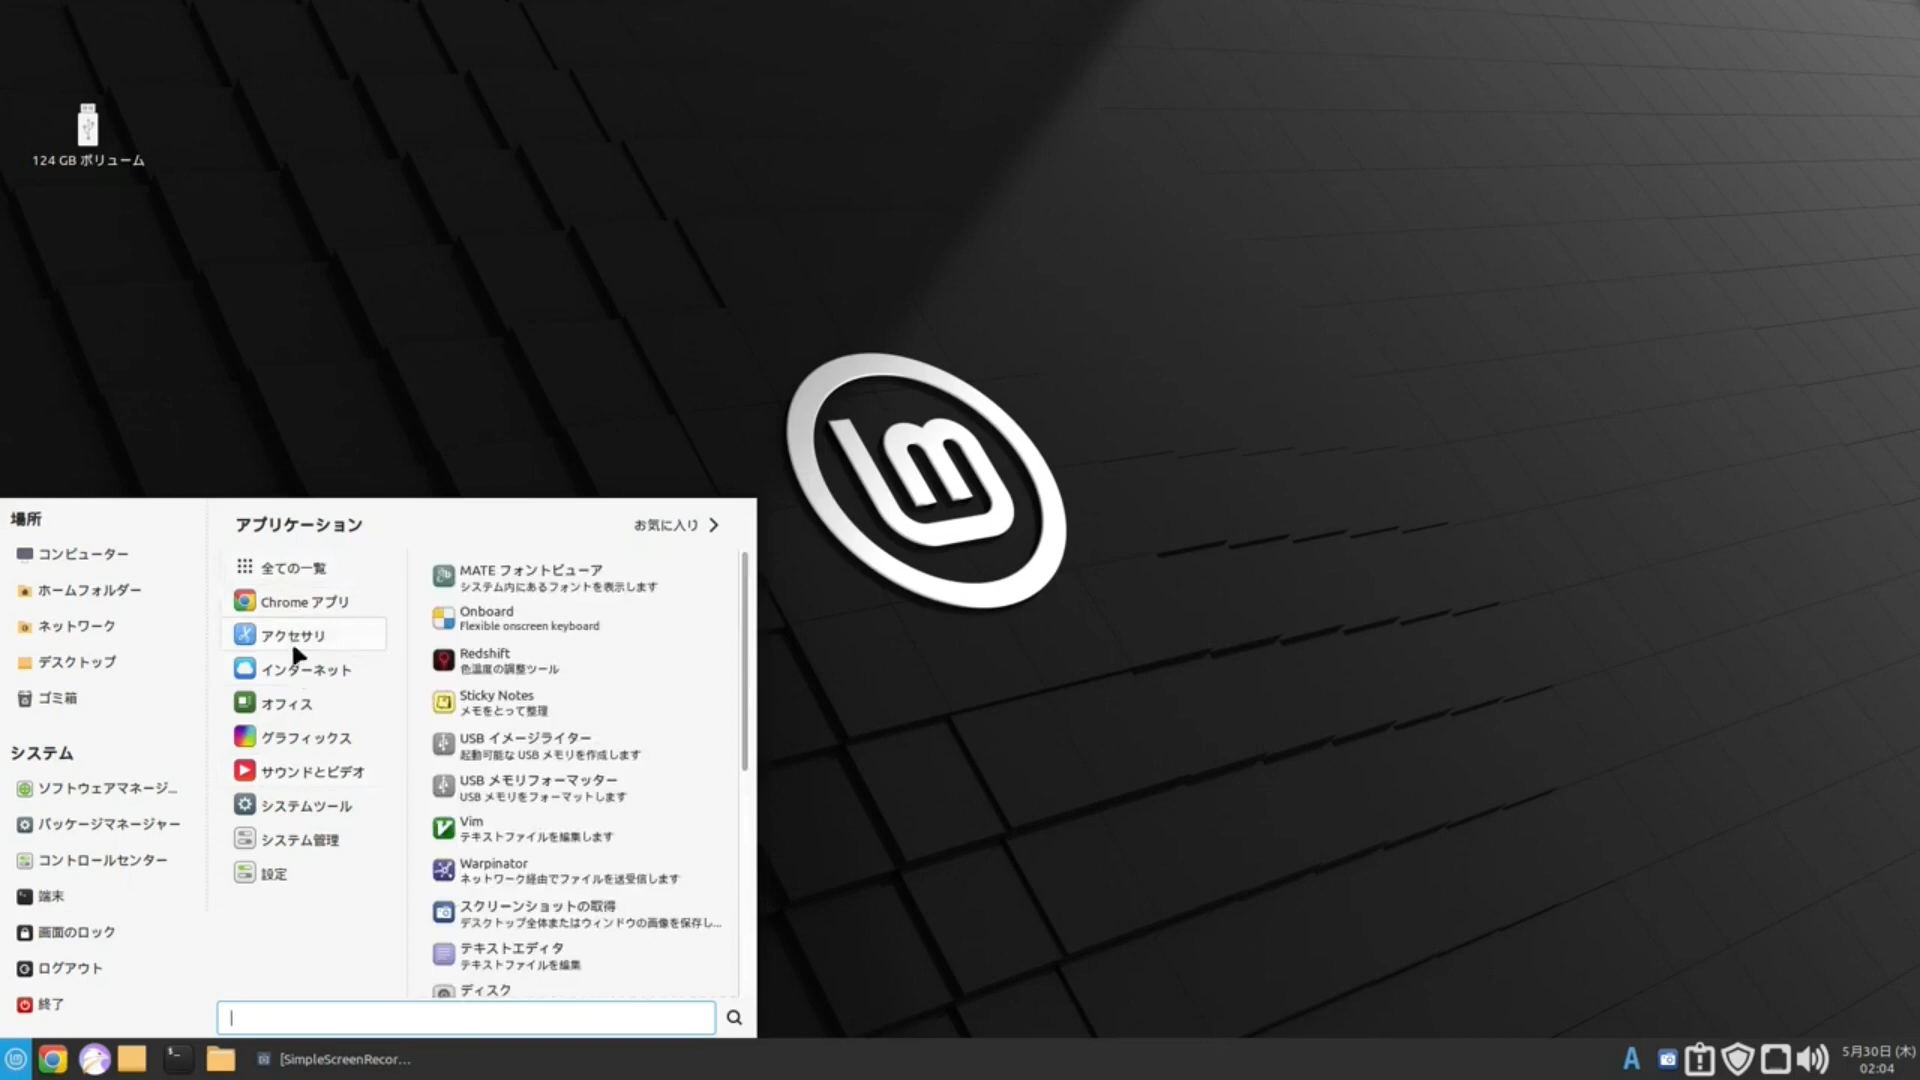 124 GB ボリューム
場所
コンピューター
ホームフォルダー
ネットワーク
デスクトップ
ゴミ箱
システム
ソフトウェアマネージ...
パッケージマネージャー
コントロールセンター
端末
画面のロック
ログアウト
終了
アプリケーション
お気に入り
全ての一覧
Chrome アプリ
アクセサリ
インターネット
オフィス
グラフィックス
サウンドとビデオ
システムツール
システム管理
設定
MATE フォントビューア
システム内にあるフォントを表示します
Onboard
Flexible onscreen keyboard
Redshift
色温度の調整ツール
Sticky Notes
メモをとって整理
USB イメージライター
起動可能な USB メモリを作成します
USB メモリフォーマッター
USB メモリをフォーマットします
Vim
テキストファイルを編集します
Warpinator
ネットワーク経由でファイルを送受信します
スクリーンショットの取得
デスクトップ全体またはウィンドウの画像を保存し...
テキストエディタ
テキストファイルを編集
ディスク
[SimpleScreenRecor...
A
5月30日 (木)
02:04